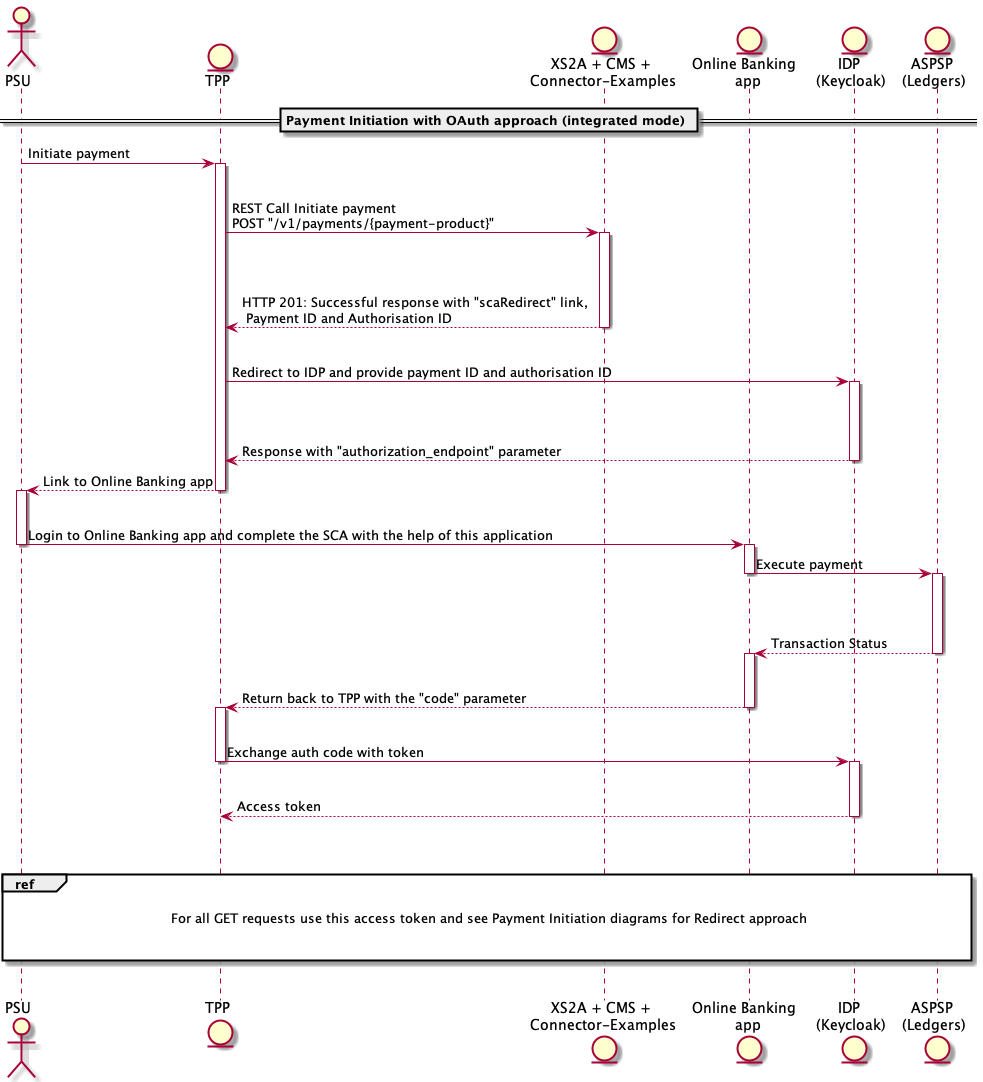 PSU
TPP
XS2A + CMS +
Connector-Examples
Online Banking
app
IDP
(Keycloak)
ASPSP
(Ledgers)
Payment Initiation with OAuth approach (integrated mode)
Initiate payment
REST Call Initiate payment
POST "/v1/payments/{payment-product}"
HTTP 201: Successful response with "scaRedirect" link,
Payment ID and Authorisation ID
Redirect to IDP and provide payment ID and authorisation ID
Response with "authorization_endpoint" parameter
Link to Online Banking app
Login to Online Banking app and complete the SCA with the help of this application
Execute payment
Transaction Status
Return back to TPP with the "code" parameter
Exchange auth code with token
Access token
ref
For all GET requests use this access token and see Payment Initiation diagrams for Redirect approach
PSU
TPP
XS2A + CMS +
Connector-Examples
Online Banking
app
IDP
(Keycloak)
ASPSP
(Ledgers)